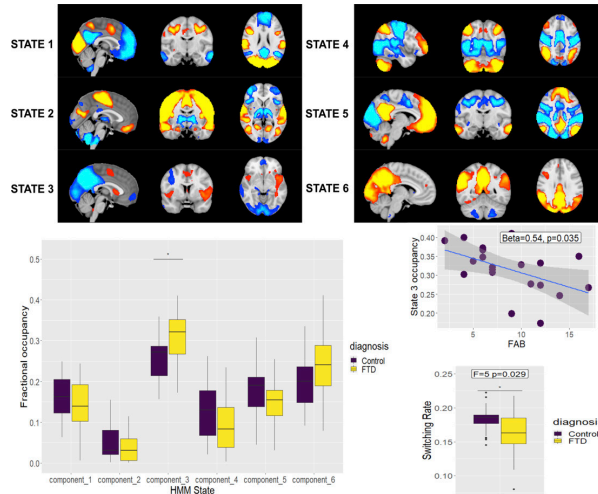 STATE 1
STATE 2
STATE 3
STATE 4
STATE 5
STATE 6
Fractional occupancy
0.5
0.4
0.3
0.2
0.1
0.0
*
component_1 component_2 component_3 component_4 component_5 component_6
HMM State
diagnosis
Control
FTD
State 3 occupancy
0.40
0.35
0.30
0.25
0.20
Beta=0.54, p=0.035
5 10 15
FAB
Switching Rate
0.25
0.20
0.15
0.10
F=5 p=0.029
*
diagnosi
Control
FTD